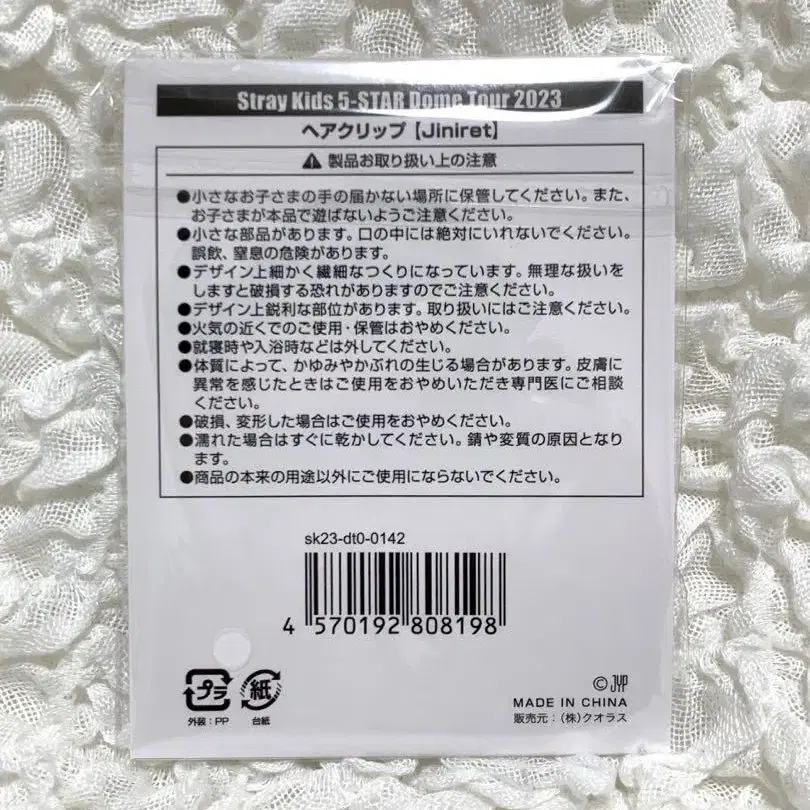 Stray Kids 5-STAR Dome Tour 2023
ヘアクリップ【Jiniret】
⚠ 製品お取り扱い上の注意
●小さなお子さまの手の届かない場所に保管してください。また、
お子さまが本品で遊ばないようご注意ください。
●小さな部品があります。口の中には絶対にいれないでください。
誤飲、窒息の危険があります。
●デザイン上細かく繊細なつくりになっています。無理な扱いを
しますと破損する恐れがありますのでご注意ください。
●デザイン上鋭利な部位があります。取り扱いにはご注意ください。
●火気の近くでのご使用・保管はおやめください。
●就寝時や入浴時などは外してください。
●体質によって、かゆみやかぶれの生じる場合があります。皮膚に
異常を感じたときはご使用をおやめいただき専門医にご相談
ください。
●破損、変形した場合はご使用をおやめください。
●濡れた場合はすぐに乾かしてください。錆や変質の原因となり
ます。
●商品の本来の用途以外にご使用にならないでください。
sk23-dt0-0142
4 570192 808198
プラ
外装：PP
紙
台紙
© JYP
MADE IN CHINA
販売元：(株)クオラス